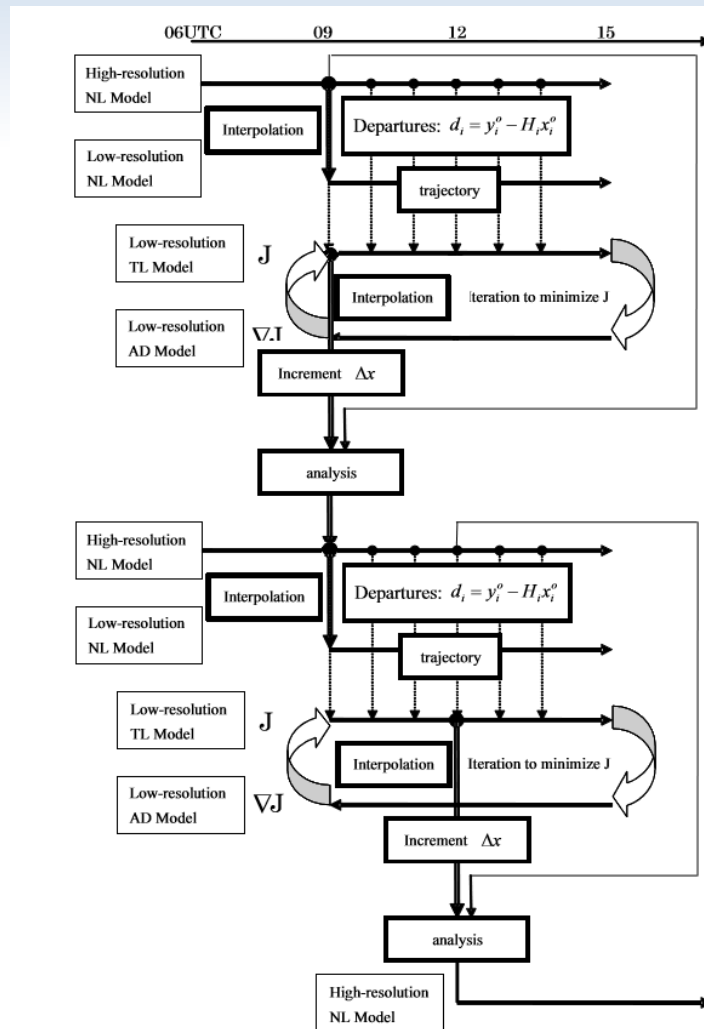 06UTC 09 12 15
High-resolution
NL Model
Interpolation
Departures: d_i = y_i^o − H_i x_i^o
Low-resolution
NL Model
trajectory
Low-resolution
TL Model
J
Interpolation
Iteration to minimize J
Low-resolution
AD Model
∇J
Increment Δx
analysis
High-resolution
NL Model
Interpolation
Departures: d_i = y_i^o − H_i x_i^o
Low-resolution
NL Model
trajectory
Low-resolution
TL Model
J
Interpolation
Iteration to minimize J
Low-resolution
AD Model
∇J
Increment Δx
analysis
High-resolution
NL Model